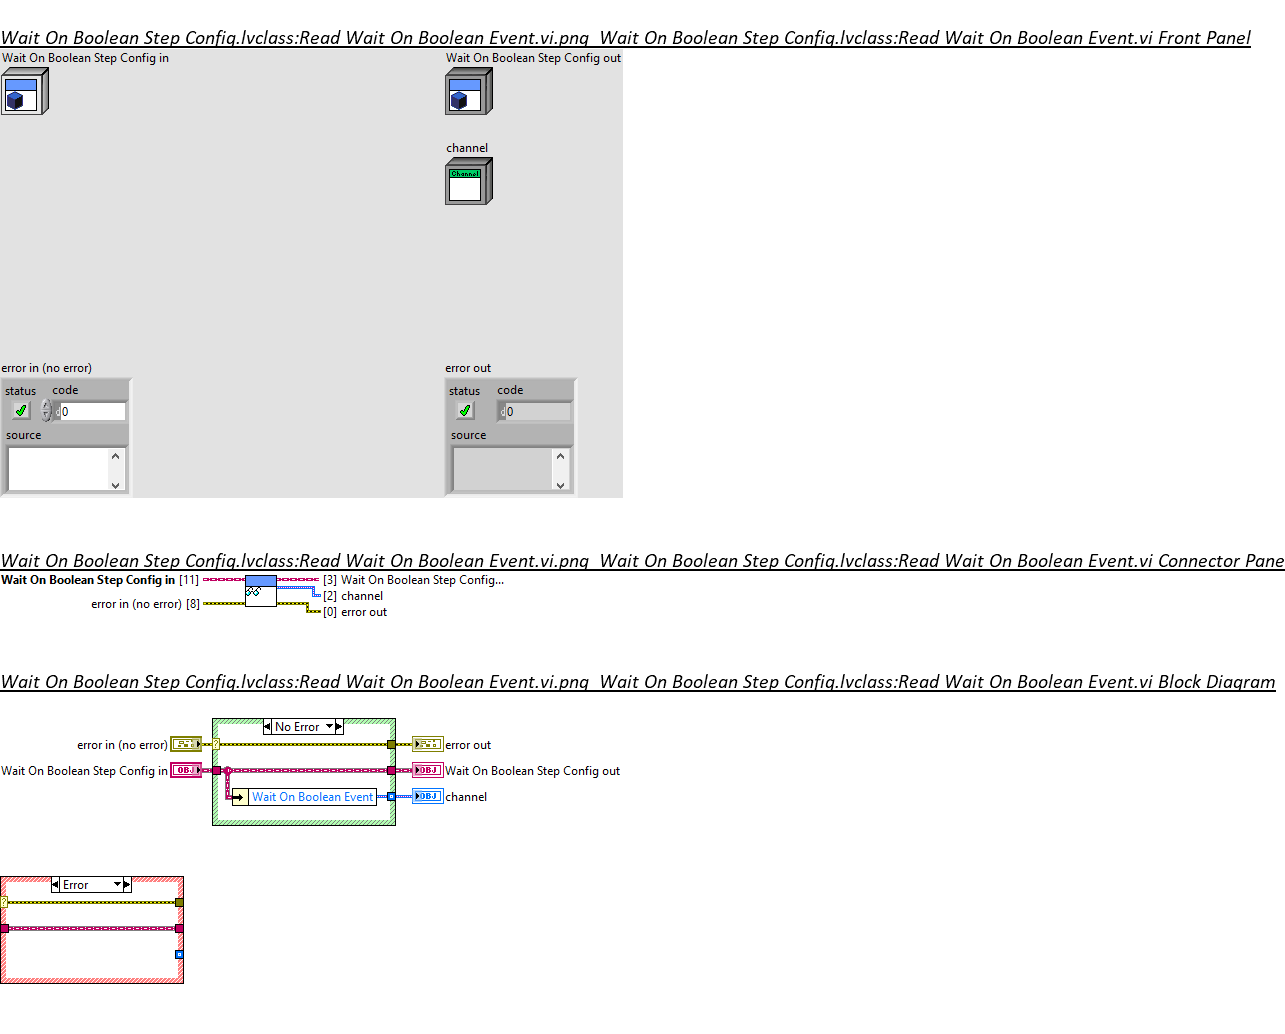 Wait On Boolean Step Config.lvclass:Read Wait On Boolean Event.vi.png  Wait On Boolean Step Config.lvclass:Read Wait On Boolean Event.vi Front Panel
Wait On Boolean Step Config in
Wait On Boolean Step Config out
channel
Channel
error in (no error)
error out
status code
0
source
status code
0
source
Wait On Boolean Step Config.lvclass:Read Wait On Boolean Event.vi.png  Wait On Boolean Step Config.lvclass:Read Wait On Boolean Event.vi Connector Pane
Wait On Boolean Step Config in [11]
[3] Wait On Boolean Step Config...
[2] channel
error in (no error) [8]
[0] error out
Wait On Boolean Step Config.lvclass:Read Wait On Boolean Event.vi.png  Wait On Boolean Step Config.lvclass:Read Wait On Boolean Event.vi Block Diagram
No Error
error in (no error)
?
error out
Wait On Boolean Step Config in
OBJ
OBJ
Wait On Boolean Step Config out
Wait On Boolean Event
OBJ
channel
Error
?